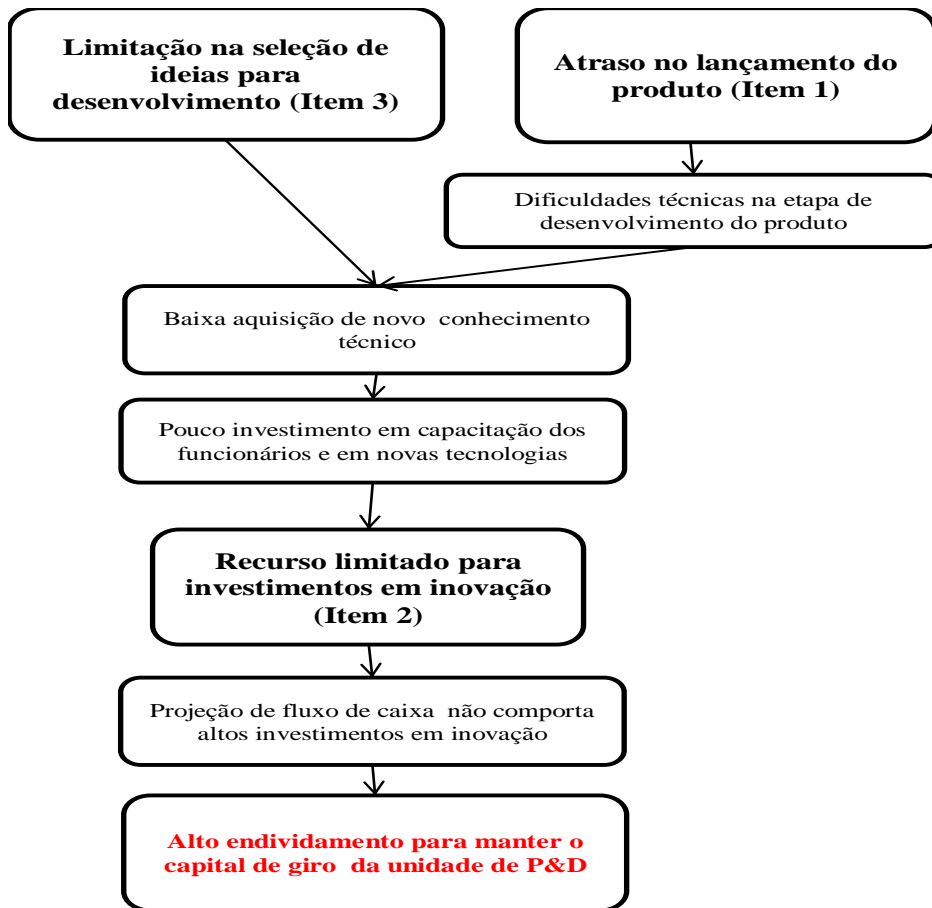 Limitação na seleção de
ideias para
desenvolvimento (Item 3)
Atraso no lançamento do
produto (Item 1)
Dificuldades técnicas na etapa de
desenvolvimento do produto
Baixa aquisição de novo conhecimento
técnico
Pouco investimento em capacitação dos
funcionários e em novas tecnologias
Recurso limitado para
investimentos em inovação
(Item 2)
Projeção de fluxo de caixa não comporta
altos investimentos em inovação
Alto endividamento para manter o
capital de giro da unidade de P&D